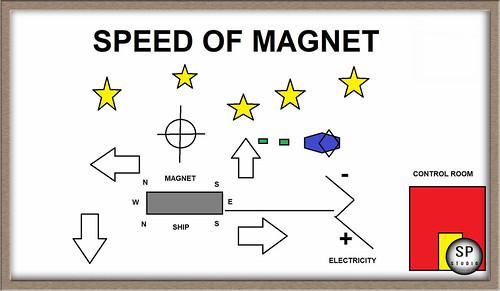 SPEED OF MAGNET
CONTROL ROOM
-
MAGNET
N
S
W
E
N
SHIP
S
+
ELECTRICITY
SP
STUDIO